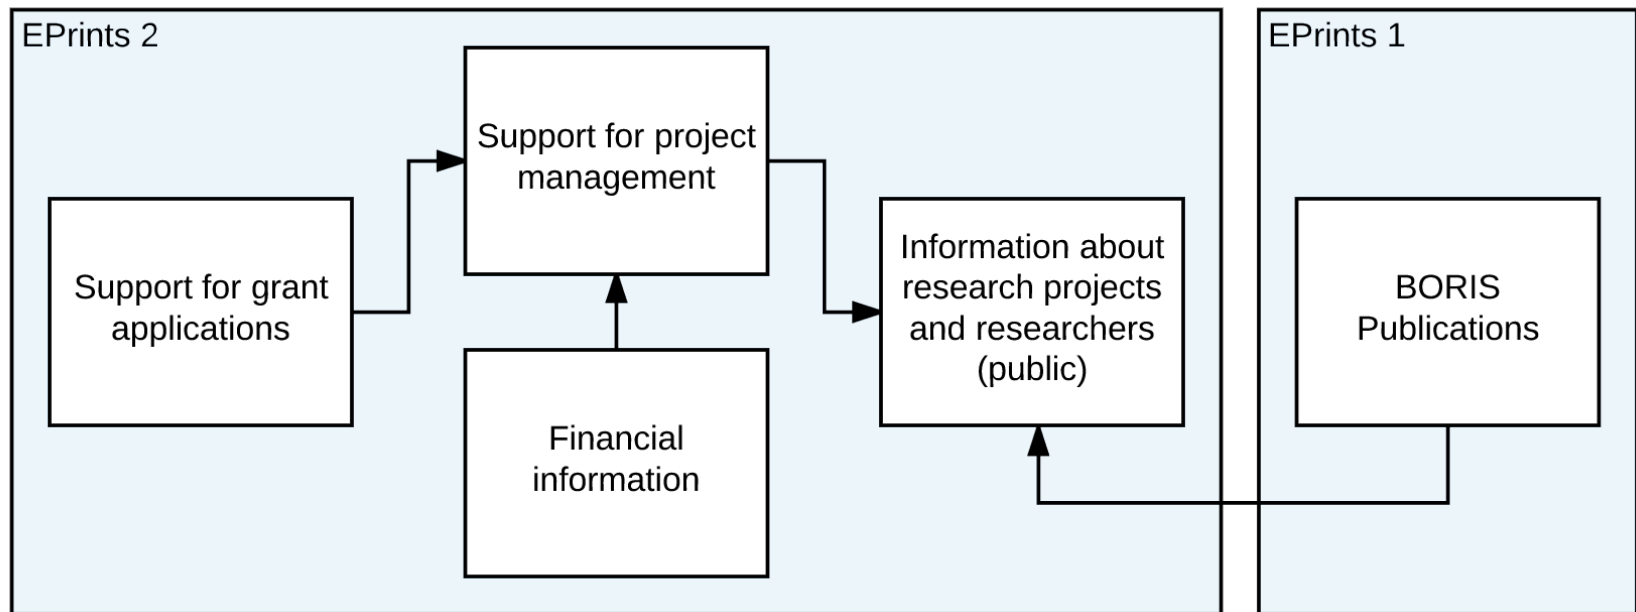 EPrints 2
Support for project
management
Support for grant
applications
Financial
information
Information about
research projects
and researchers
(public)
EPrints 1
BORIS
Publications